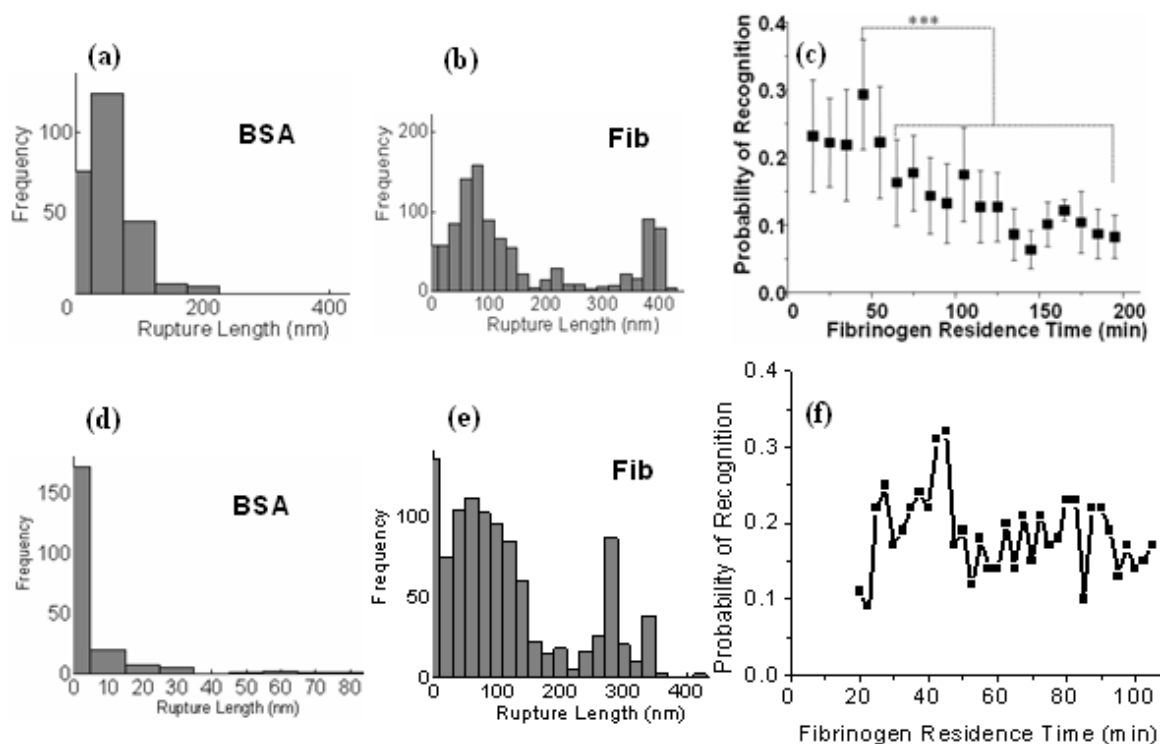 (a)
BSA
Frequency
100
50
0 200 400
Rupture Length (nm)
(b)
Fib
Frequency
200
100
0
0 100 200 300 400
Rupture Length (nm)
(c)
***
Probability of Recognition
0.4
0.3
0.2
0.1
0.0
0 50 100 150 200
Fibrinogen Residence Time (min)
(d)
BSA
Frequency
150
100
50
0
0 10 20 30 40 50 60 70 80
Rupture Length (nm)
(e)
Fib
Frequency
100
50
0
0 100 200 300 400
Rupture Length (nm)
(f)
Probability of Recognition
0.4
0.3
0.2
0.1
0.0
0 20 40 60 80 100
Fibrinogen Residence Time (min)